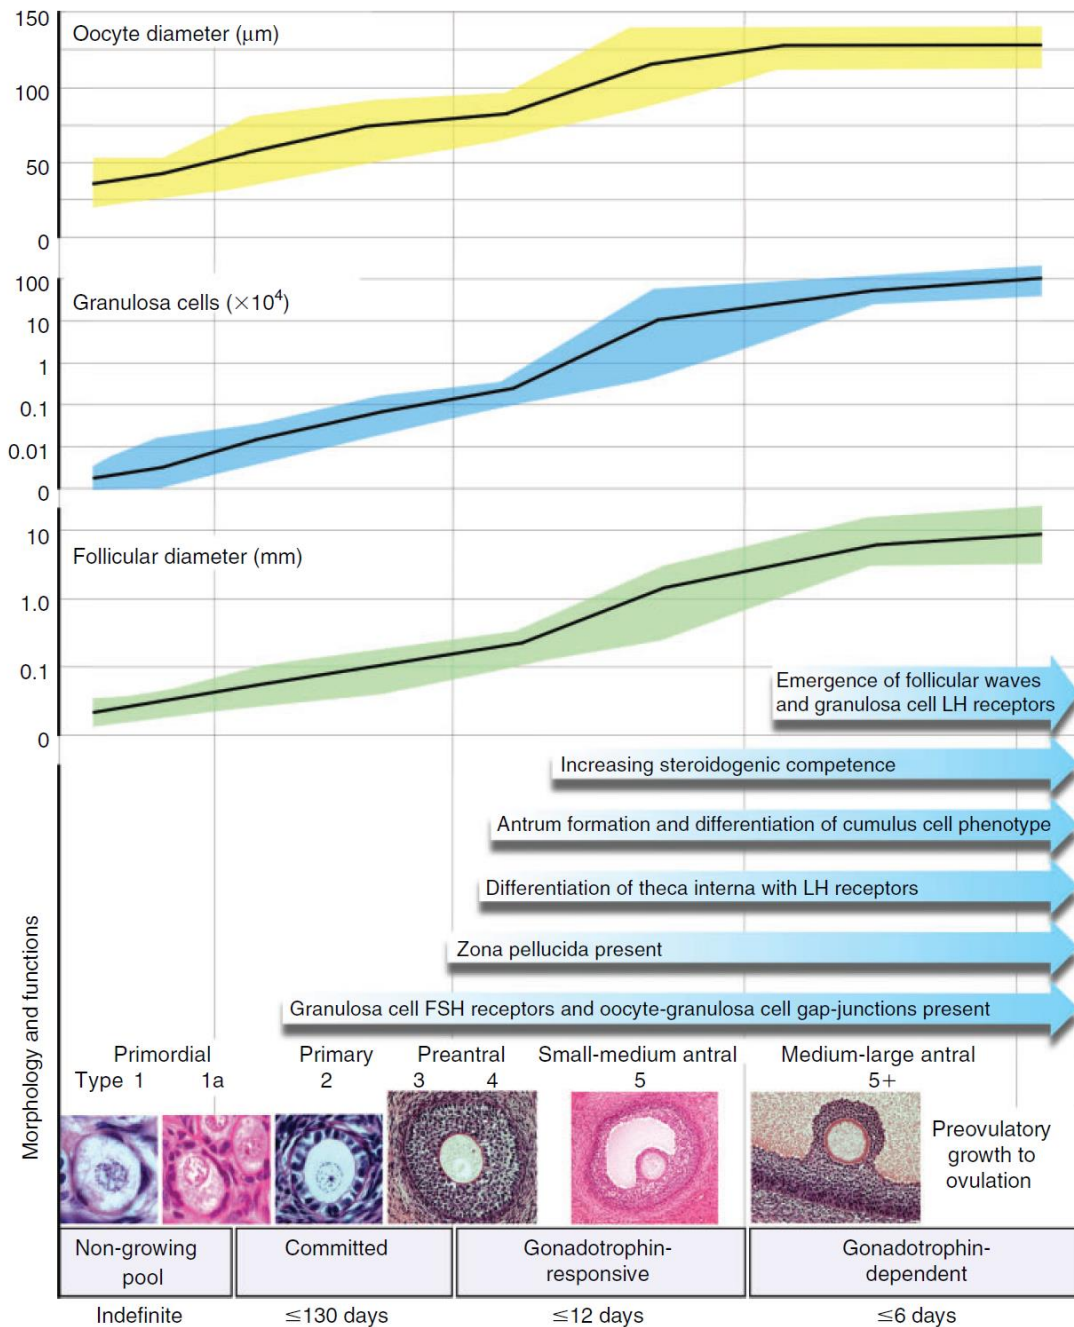 150
Oocyte diameter (μm)
100
50
0
100
Granulosa cells (×10⁴)
10
1
0.1
0.01
0
10
Follicular diameter (mm)
1.0
0.1
0
Emergence of follicular waves
and granulosa cell LH receptors
Increasing steroidogenic competence
Antrum formation and differentiation of cumulus cell phenotype
Differentiation of theca interna with LH receptors
Zona pellucida present
Granulosa cell FSH receptors and oocyte-granulosa cell gap-junctions present
Morphology and functions
Primordial Primary Preantral Small-medium antral Medium-large antral
Type 1 1a 2 3 4 5 5+
Preovulatory
growth to
ovulation
Non-growing
pool
Committed
Gonadotrophin-
responsive
Gonadotrophin-
dependent
Indefinite ≤130 days ≤12 days ≤6 days